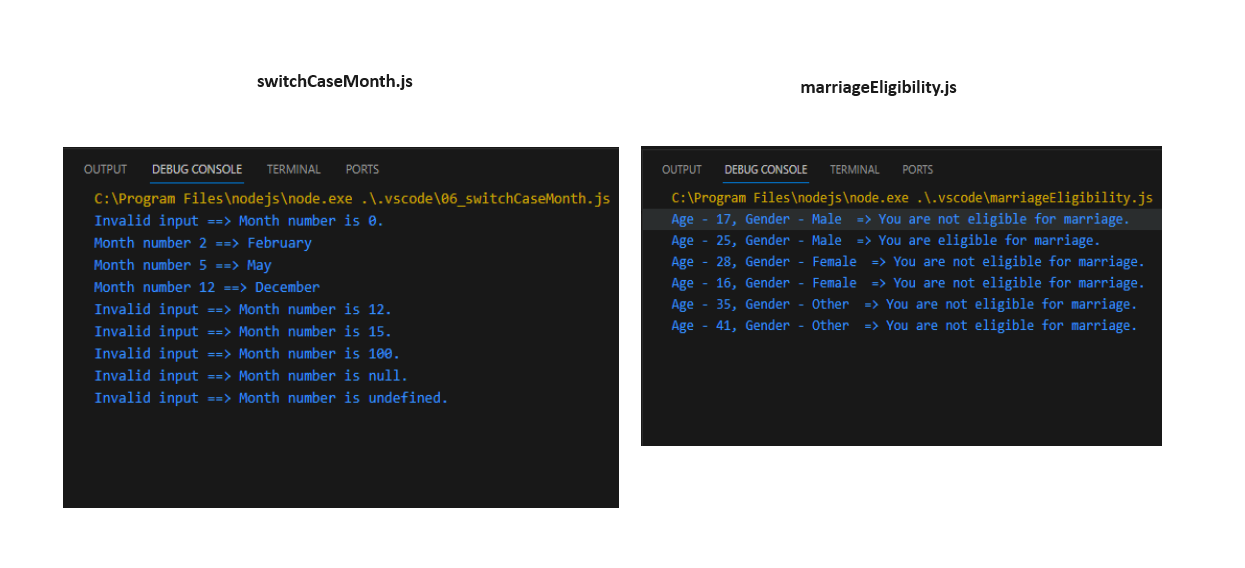 switchCaseMonth.js
OUTPUT DEBUG CONSOLE TERMINAL PORTS
C:\Program Files\nodejs\node.exe .\.vscode\06_switchCaseMonth.js
Invalid input ==> Month number is 0.
Month number 2 ==> February
Month number 5 ==> May
Month number 12 ==> December
Invalid input ==> Month number is 12.
Invalid input ==> Month number is 15.
Invalid input ==> Month number is 100.
Invalid input ==> Month number is null.
Invalid input ==> Month number is undefined.
marriageEligibility.js
OUTPUT DEBUG CONSOLE TERMINAL PORTS
C:\Program Files\nodejs\node.exe .\.vscode\marriageEligibility.js
Age - 17, Gender - Male  => You are not eligible for marriage.
Age - 25, Gender - Male  => You are eligible for marriage.
Age - 28, Gender - Female  => You are not eligible for marriage.
Age - 16, Gender - Female  => You are not eligible for marriage.
Age - 35, Gender - Other  => You are not eligible for marriage.
Age - 41, Gender - Other  => You are not eligible for marriage.